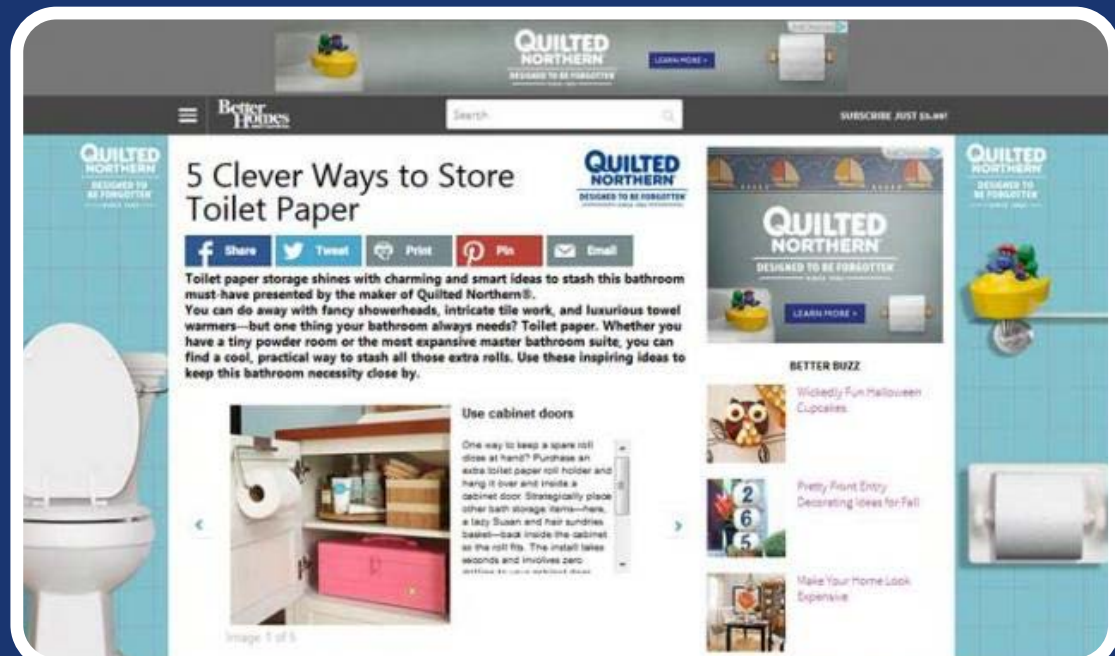 QUILTED
NORTHERN
DESIGNED TO BE FORGOTTEN
LEARN MORE >
Better
Homes
Search
SUBSCRIBE JUST
QUILTED
NORTHERN
DESIGNED TO
BE FORGOTTEN
5 Clever Ways to Store
Toilet Paper
QUILTED
NORTHERN
DESIGNED TO BE FORGOTTEN
Share
Tweet
Print
Pin
Email
Toilet paper storage shines with charming and smart ideas to stash this bathroom
must-have presented by the maker of Quilted Northern®.
You can do away with fancy showerheads, intricate tile work, and luxurious towel
warmers—but one thing your bathroom always needs? Toilet paper. Whether you
have a tiny powder room or the most expansive master bathroom suite, you can
find a cool, practical way to stash all those extra rolls. Use these inspiring ideas to
keep this bathroom necessity close by.
Use cabinet doors
One way to keep a spare roll
close at hand? Purchase an
extra toilet paper roll holder and
hang it over and inside a
cabinet door. Strategically place
other bath storage items—here,
a lazy Susan and hair sundries
basket—back inside the cabinet
so the roll fits. The install takes
seconds and involves zero
Image 1 of 5
QUILTED
NORTHERN
DESIGNED TO BE FORGOTTEN
LEARN MORE >
BETTER BUZZ
Wickedly Fun Halloween
Cupcakes
Pretty Front Entry
Decorating Ideas for Fall
2
6
5
Make Your Home Look
Expensive
QUILTED
NORTHERN
DESIGNED TO
BE FORGOTTEN